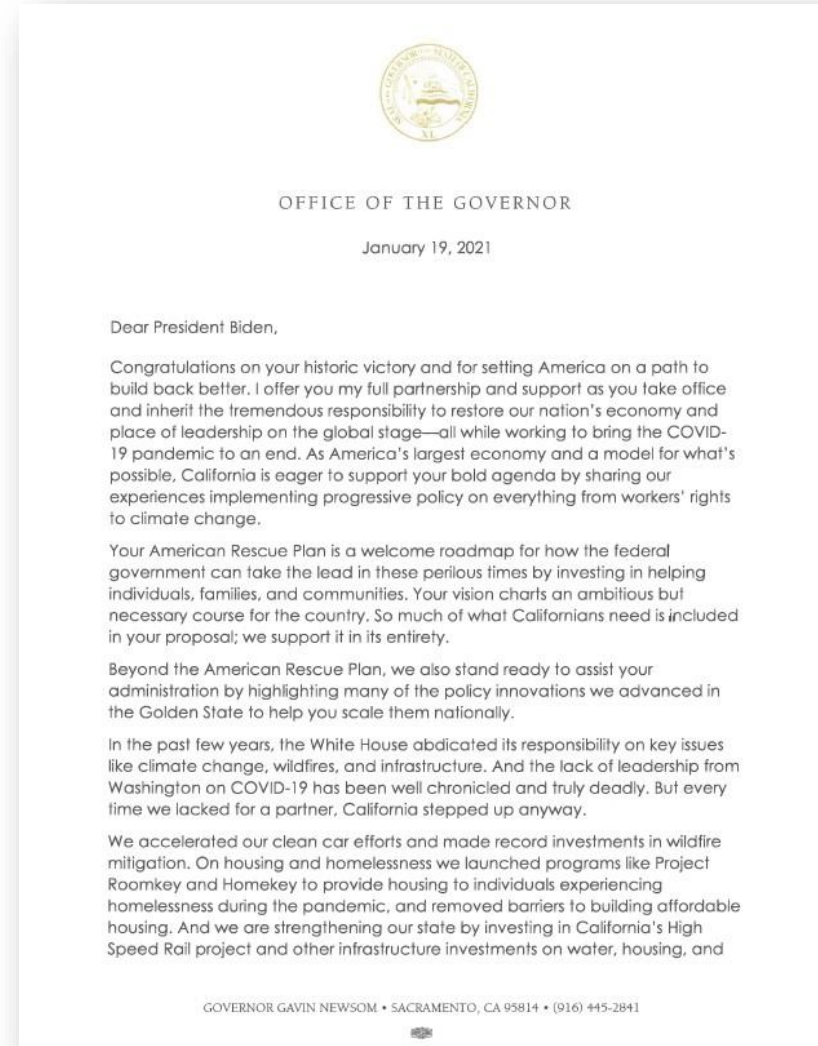 SEAL OF THE GOVERNOR OF THE STATE OF CALIFORNIA
XL
OFFICE OF THE GOVERNOR
January 19, 2021
Dear President Biden,
Congratulations on your historic victory and for setting America on a path to
build back better. I offer you my full partnership and support as you take office
and inherit the tremendous responsibility to restore our nation's economy and
place of leadership on the global stage—all while working to bring the COVID-
19 pandemic to an end. As America's largest economy and a model for what's
possible, California is eager to support your bold agenda by sharing our
experiences implementing progressive policy on everything from workers' rights
to climate change.
Your American Rescue Plan is a welcome roadmap for how the federal
government can take the lead in these perilous times by investing in helping
individuals, families, and communities. Your vision charts an ambitious but
necessary course for the country. So much of what Californians need is included
in your proposal; we support it in its entirety.
Beyond the American Rescue Plan, we also stand ready to assist your
administration by highlighting many of the policy innovations we advanced in
the Golden State to help you scale them nationally.
In the past few years, the White House abdicated its responsibility on key issues
like climate change, wildfires, and infrastructure. And the lack of leadership from
Washington on COVID-19 has been well chronicled and truly deadly. But every
time we lacked for a partner, California stepped up anyway.
We accelerated our clean car efforts and made record investments in wildfire
mitigation. On housing and homelessness we launched programs like Project
Roomkey and Homekey to provide housing to individuals experiencing
homelessness during the pandemic, and removed barriers to building affordable
housing. And we are strengthening our state by investing in California's High
Speed Rail project and other infrastructure investments on water, housing, and
GOVERNOR GAVIN NEWSOM • SACRAMENTO, CA 95814 • (916) 445-2841